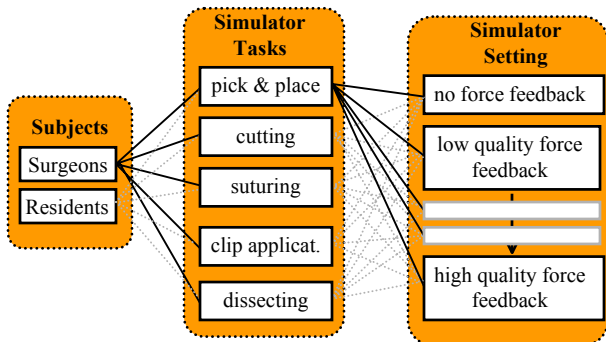 Subjects
Surgeons
Residents
Simulator
Tasks
pick & place
cutting
suturing
clip applicat.
dissecting
Simulator
Setting
no force feedback
low quality force
feedback
high quality force
feedback